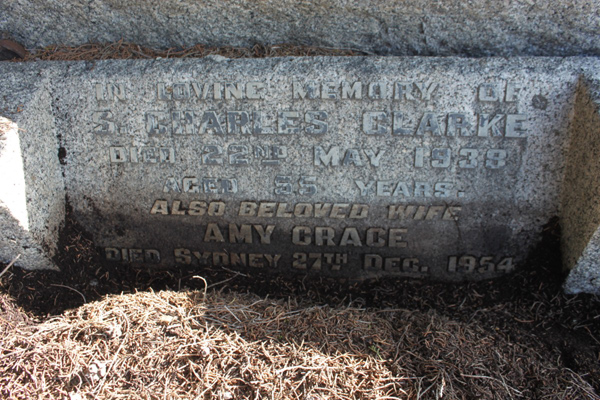 IN LOVING MEMORY OF
S. CHARLES CLARKE
DIED 22ND MAY 1938
AGED 55 YEARS.
ALSO BELOVED WIFE
AMY GRACE
DIED SYDNEY 27TH DEC. 1954